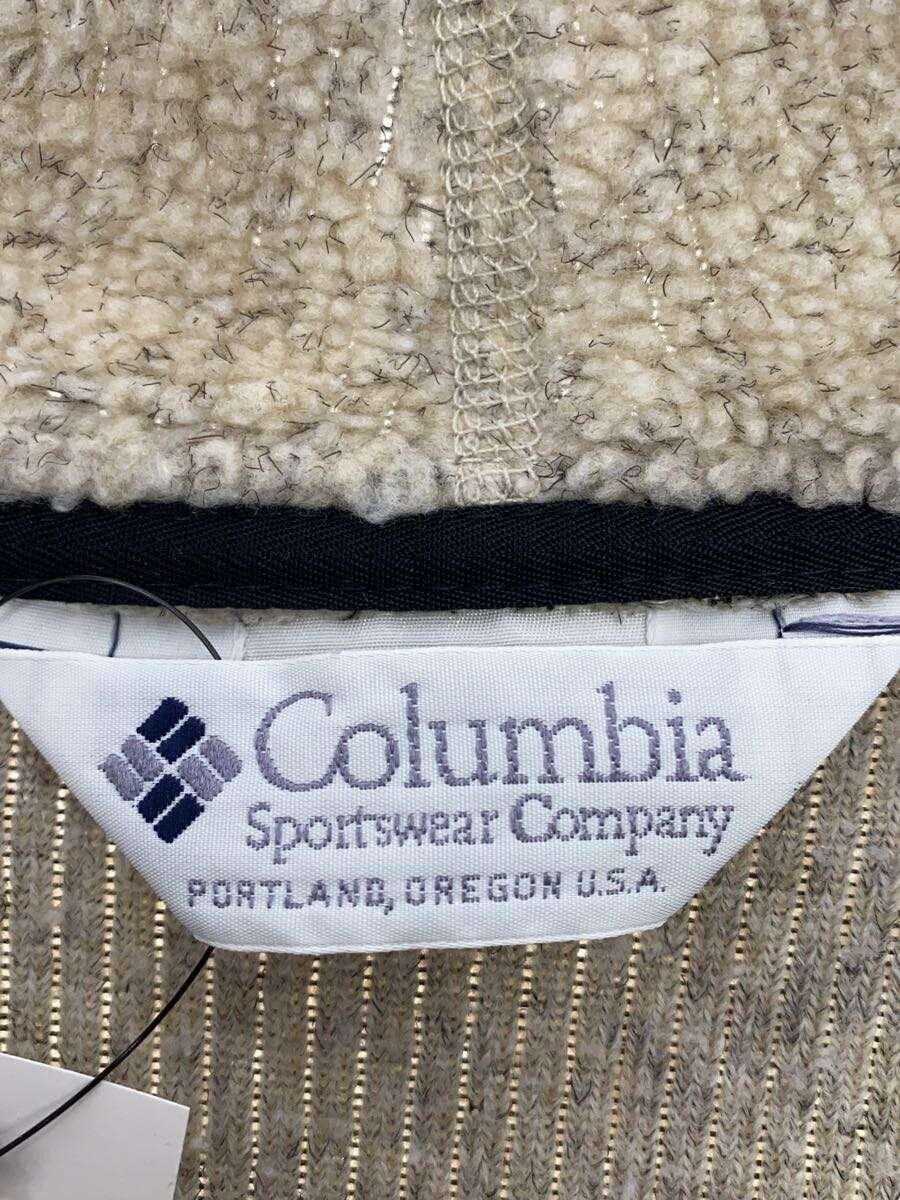 Columbia
Sportswear Company
PORTLAND, OREGON U.S.A.